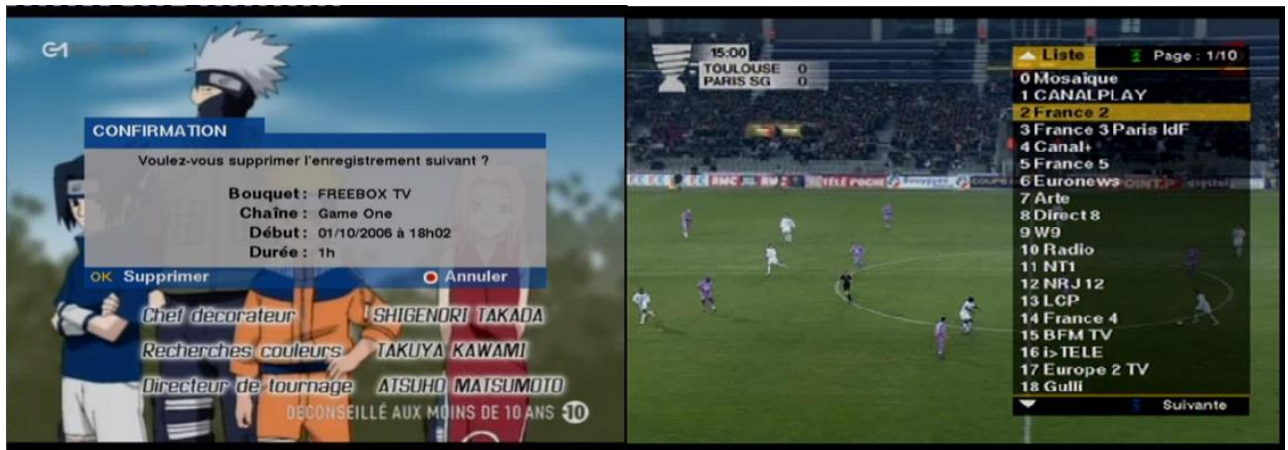 G1
CONFIRMATION
Voulez-vous supprimer l'enregistrement suivant ?
Bouquet : FREEBOX TV
Chaîne : Game One
Début : 01/10/2006 à 18h02
Durée : 1h
OK Supprimer
Annuler
Chef décorateur SHIGENORI TAKADA
Recherches couleurs TAKUYA KAWAMI
Directeur de tournage ATSUHO MATSUMOTO
DÉCONSEILLÉ AUX MOINS DE 10 ANS -10
15:00
TOULOUSE 0
PARIS SG 0
RMC
TÉLÉ POCHE
Liste Page : 1/10
0 Mosaïque
1 CANALPLAY
2 France 2
3 France 3 Paris IdF
4 Canal+
5 France 5
6 Euronews
7 Arte
8 Direct 8
9 W9
10 Radio
11 NT1
12 NRJ 12
13 LCP
14 France 4
15 BFM TV
16 i>TELE
17 Europe 2 TV
18 Gulli
Suivante